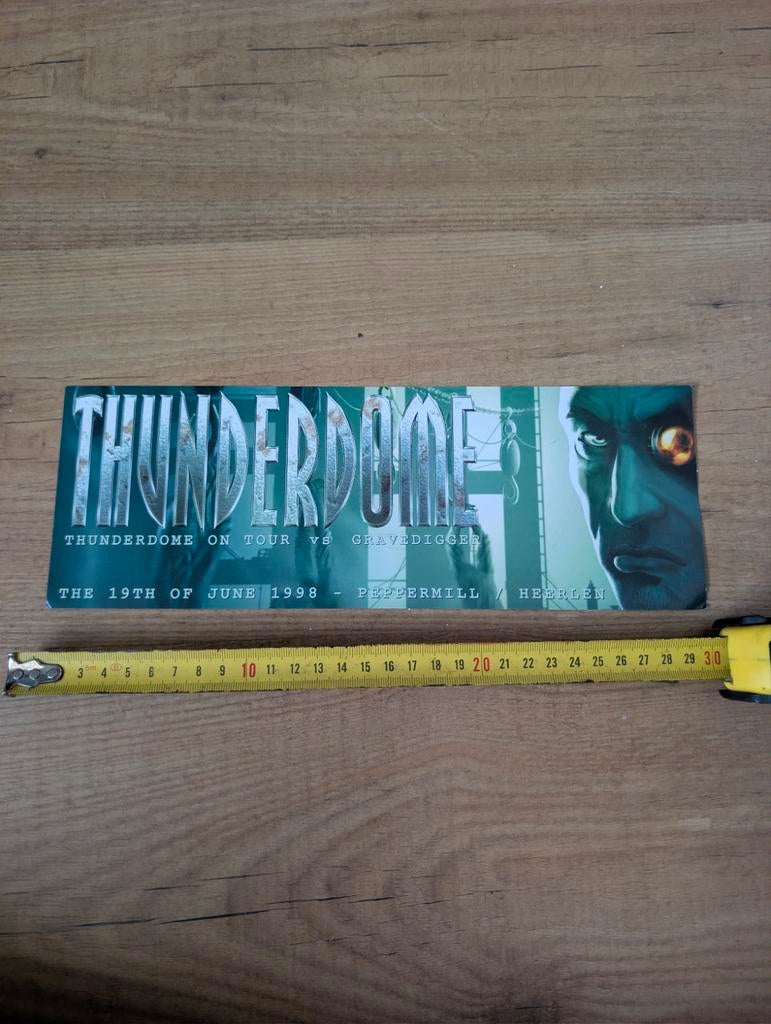 THUNDERDOME
THUNDERDOME ON TOUR vs GRAVEDIGGER
THE 19TH OF JUNE 1998 - PEPPERMILL / HEERLEN
3 5m 4 II 5 6 7 8 9 10 11 12 13 14 15 16 17 18 19 20 21 22 23 24 25 26 27 28 29 30